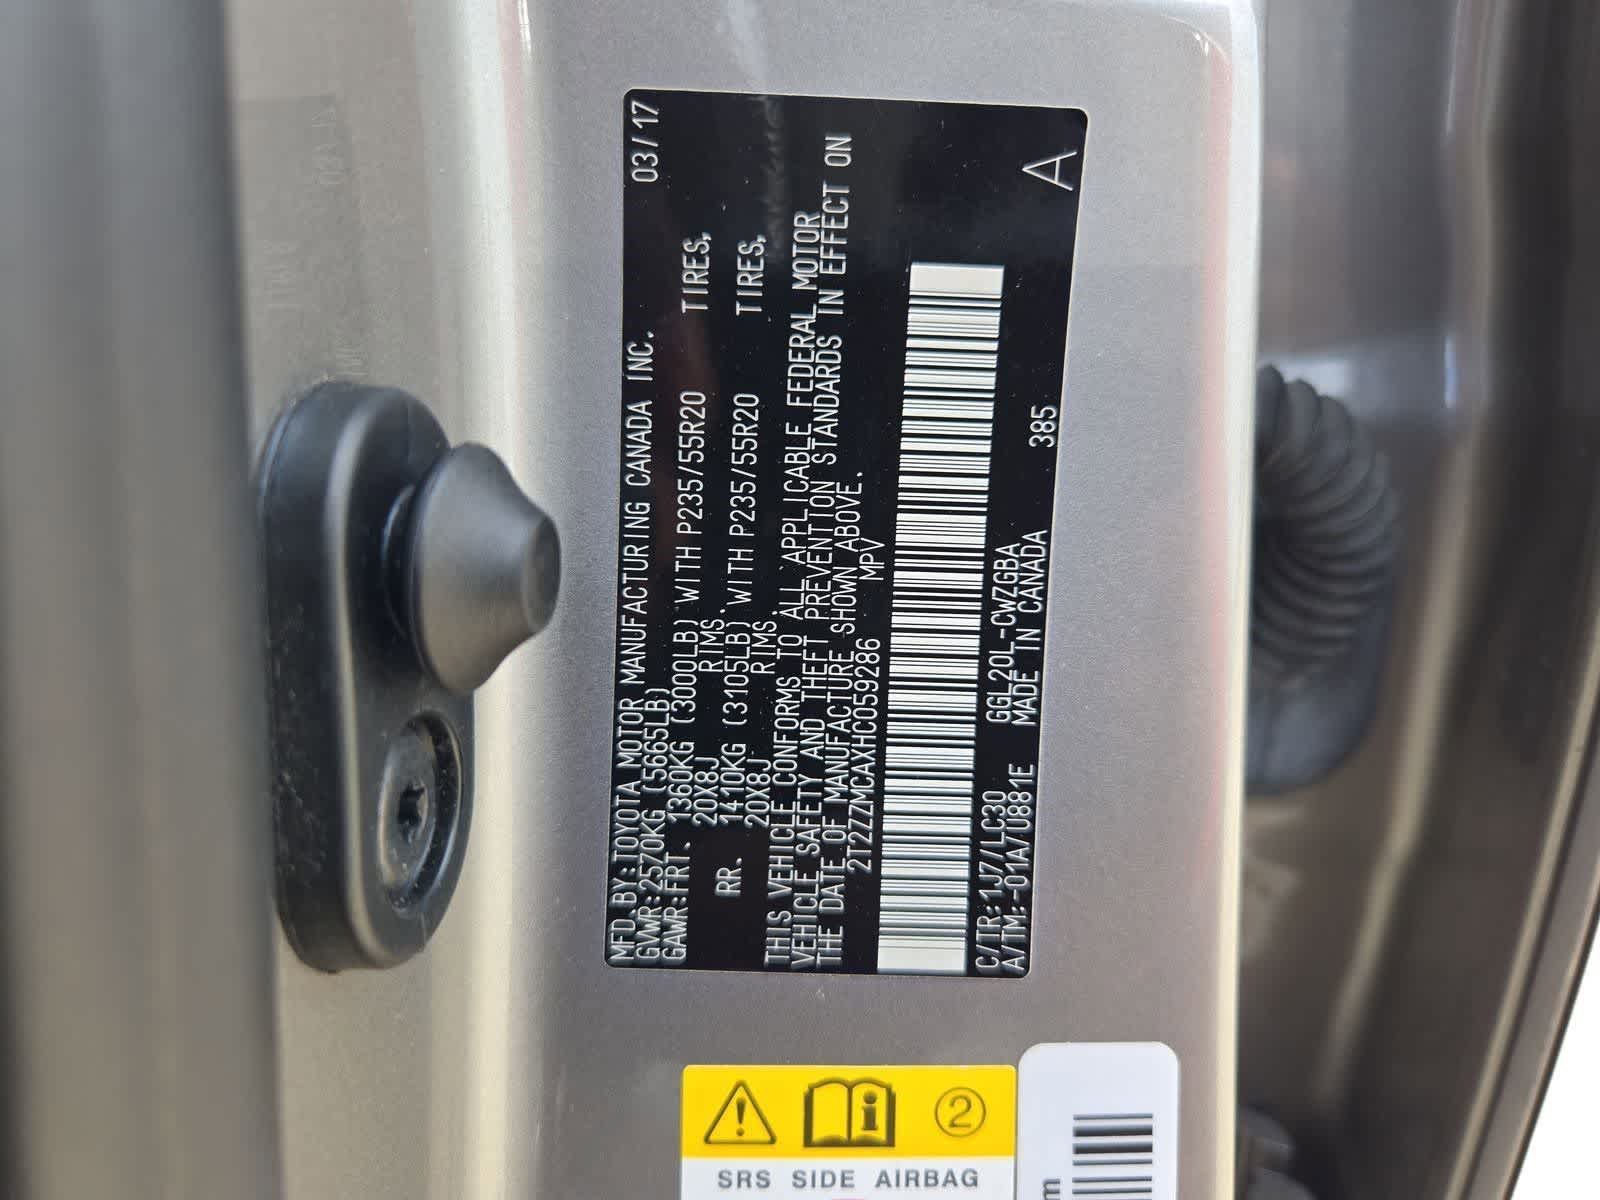 MFD.BY:TOYOTA MOTOR MANUFACTURING CANADA INC. 03/17
GVWR:2570KG (5665LB)
GAWR:FRT. 1360KG (3000LB) WITH P235/55R20 TIRES,
20X8J RIMS.
RR. 1410KG (3105LB) WITH P235/55R20 TIRES,
20X8J RIMS.
THIS VEHICLE CONFORMS TO ALL APPLICABLE FEDERAL MOTOR
VEHICLE SAFETY AND THEFT PREVENTION STANDARDS IN EFFECT ON
THE DATE OF MANUFACTURE SHOWN ABOVE.
2T2ZZMCAXHC059286 MPV
C/TR:1J7/LC30 GGL20L-CWZGBA 385 A
A/TM:-01A/0881E MADE IN CANADA
2
SRS SIDE AIRBAG